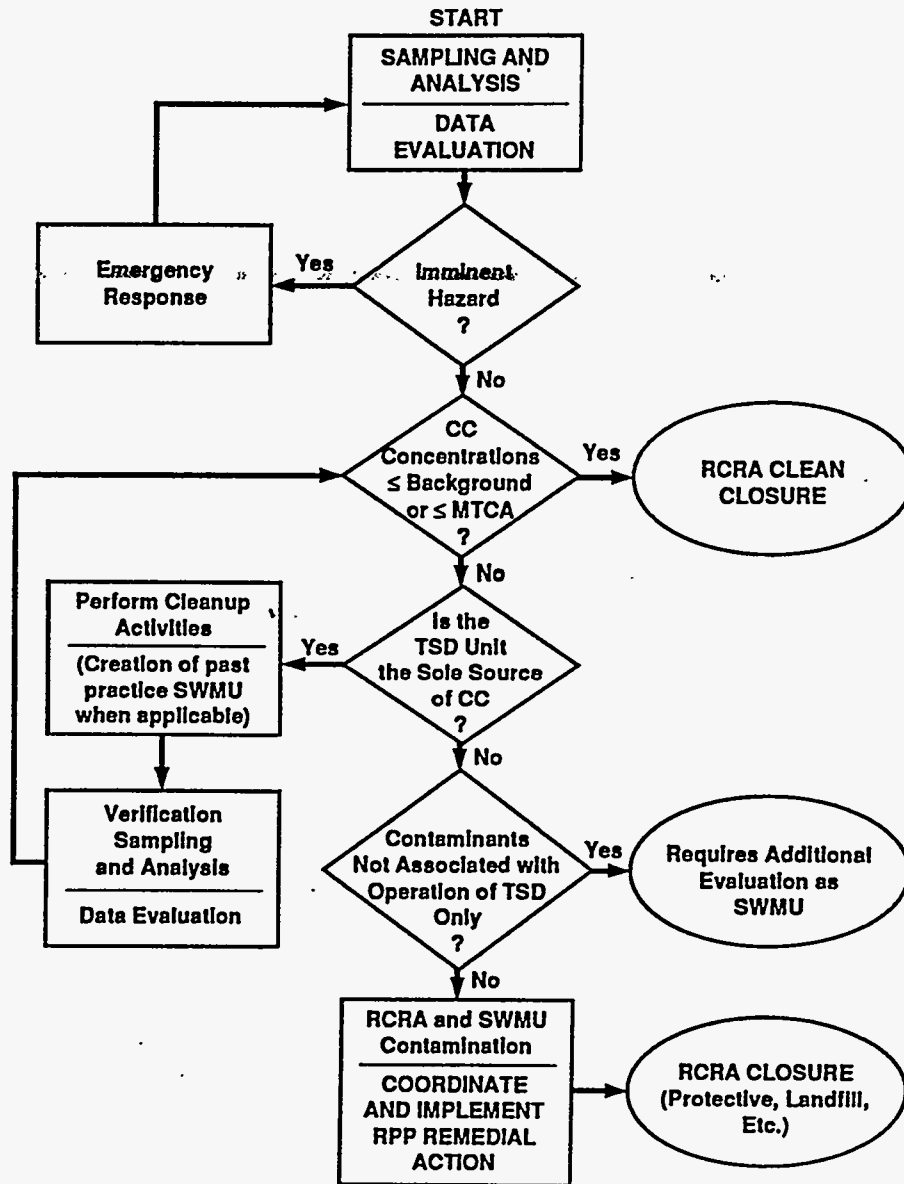 START
SAMPLING AND
ANALYSIS
DATA
EVALUATION
Emergency
Response
Yes
Imminent
Hazard
?
No
CC
Concentrations
≤ Background
or ≤ MTCA
?
Yes
RCRA CLEAN
CLOSURE
No
Perform Cleanup
Activities
(Creation of past
practice SWMU
when applicable)
Yes
Is the
TSD Unit
the Sole Source
of CC
?
No
Verification
Sampling
and Analysis
Data Evaluation
Contaminants
Not Associated with
Operation of TSD
Only
?
Yes
Requires Additional
Evaluation as
SWMU
No
RCRA and SWMU
Contamination
COORDINATE
AND IMPLEMENT
RPP REMEDIAL
ACTION
RCRA CLOSURE
(Protective, Landfill,
Etc.)